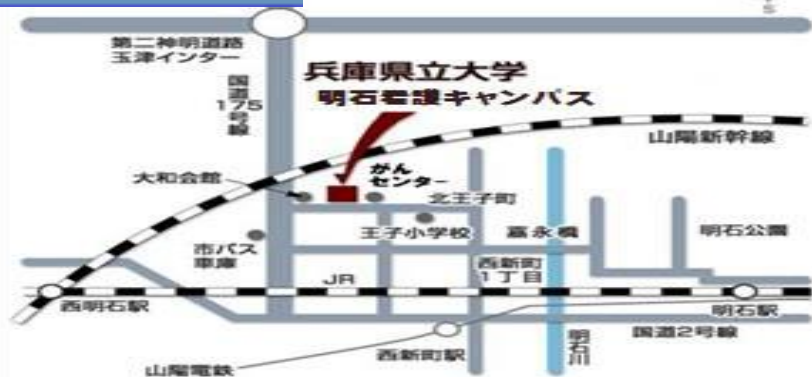 第二神明道路
玉津インター
国道175号線
兵庫県立大学
明石看護キャンパス
山陽新幹線
大和会館
がん
センター
北王子町
王子小学校
嘉永橋
明石公園
市バス
車庫
西新町
1丁目
JR
西明石駅
明石駅
国道2号線
西新町駅
明石川
山陽電鉄